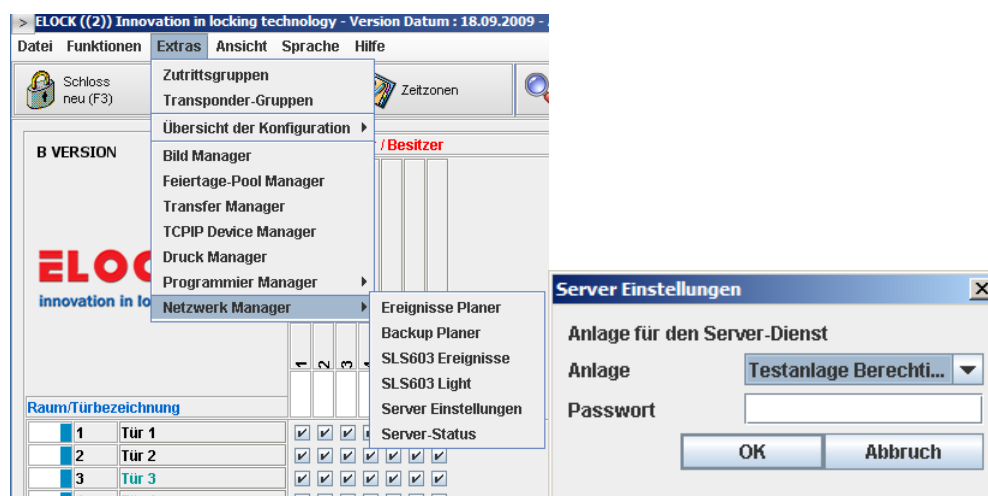 > ELOCK ((2)) Innovation in locking technology - Version Datum : 18.09.2009 -
Datei Funktionen Extras Ansicht Sprache Hilfe
Schloss
neu (F3)
Zeitzonen
Zutrittsgruppen
Transponder-Gruppen
Übersicht der Konfiguration
Bild Manager
Feiertage-Pool Manager
Transfer Manager
TCPIP Device Manager
Druck Manager
Programmier Manager
Netzwerk Manager
Ereignisse Planer
Backup Planer
SLS603 Ereignisse
SLS603 Light
Server Einstellungen
Server-Status
B VERSION
/ Besitzer
ELOC
innovation in lo
1 2 3
Raum/Türbezeichnung
1 Tür 1
2 Tür 2
3 Tür 3
Server Einstellungen X
Anlage für den Server-Dienst
Anlage Testanlage Berechti...
Passwort
OK Abbruch